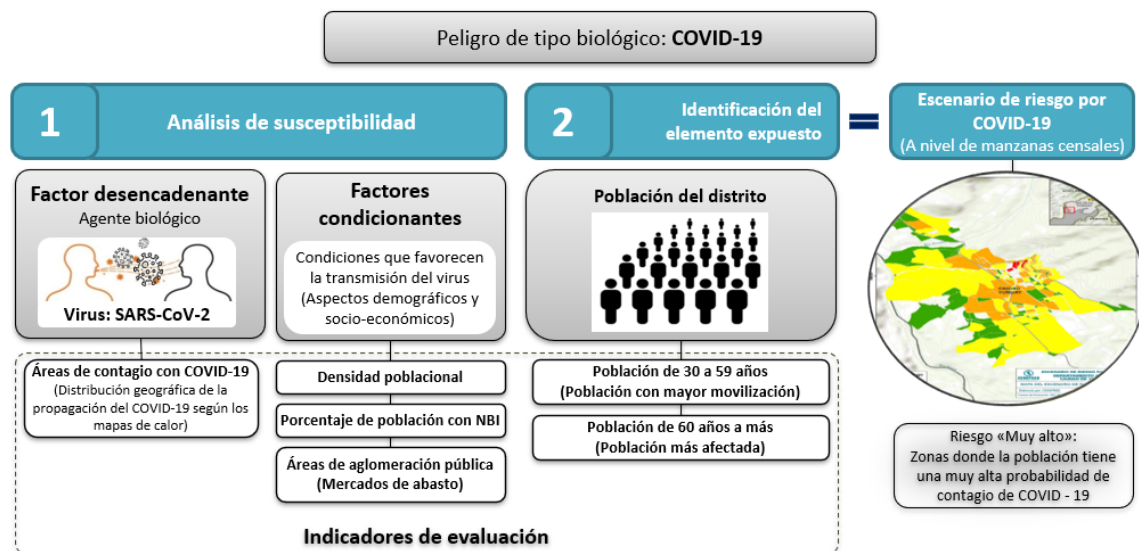 Peligro de tipo biológico: COVID-19
1
Análisis de susceptibilidad
2
Identificación del
elemento expuesto
Escenario de riesgo por
COVID-19
(A nivel de manzanas censales)
Factor desencadenante
Agente biológico
Virus: SARS-CoV-2
Factores
condicionantes
Condiciones que favorecen
la transmisión del virus
(Aspectos demográficos y
socio-económicos)
Población del distrito
Áreas de contagio con COVID-19
(Distribución geográfica de la
propagación del COVID-19 según los
mapas de calor)
Densidad poblacional
Porcentaje de población con NBI
Áreas de aglomeración pública
(Mercados de abasto)
Población de 30 a 59 años
(Población con mayor movilización)
Población de 60 años a más
(Población más afectada)
Indicadores de evaluación
Riesgo «Muy alto»:
Zonas donde la población tiene
una muy alta probabilidad de
contagio de COVID - 19